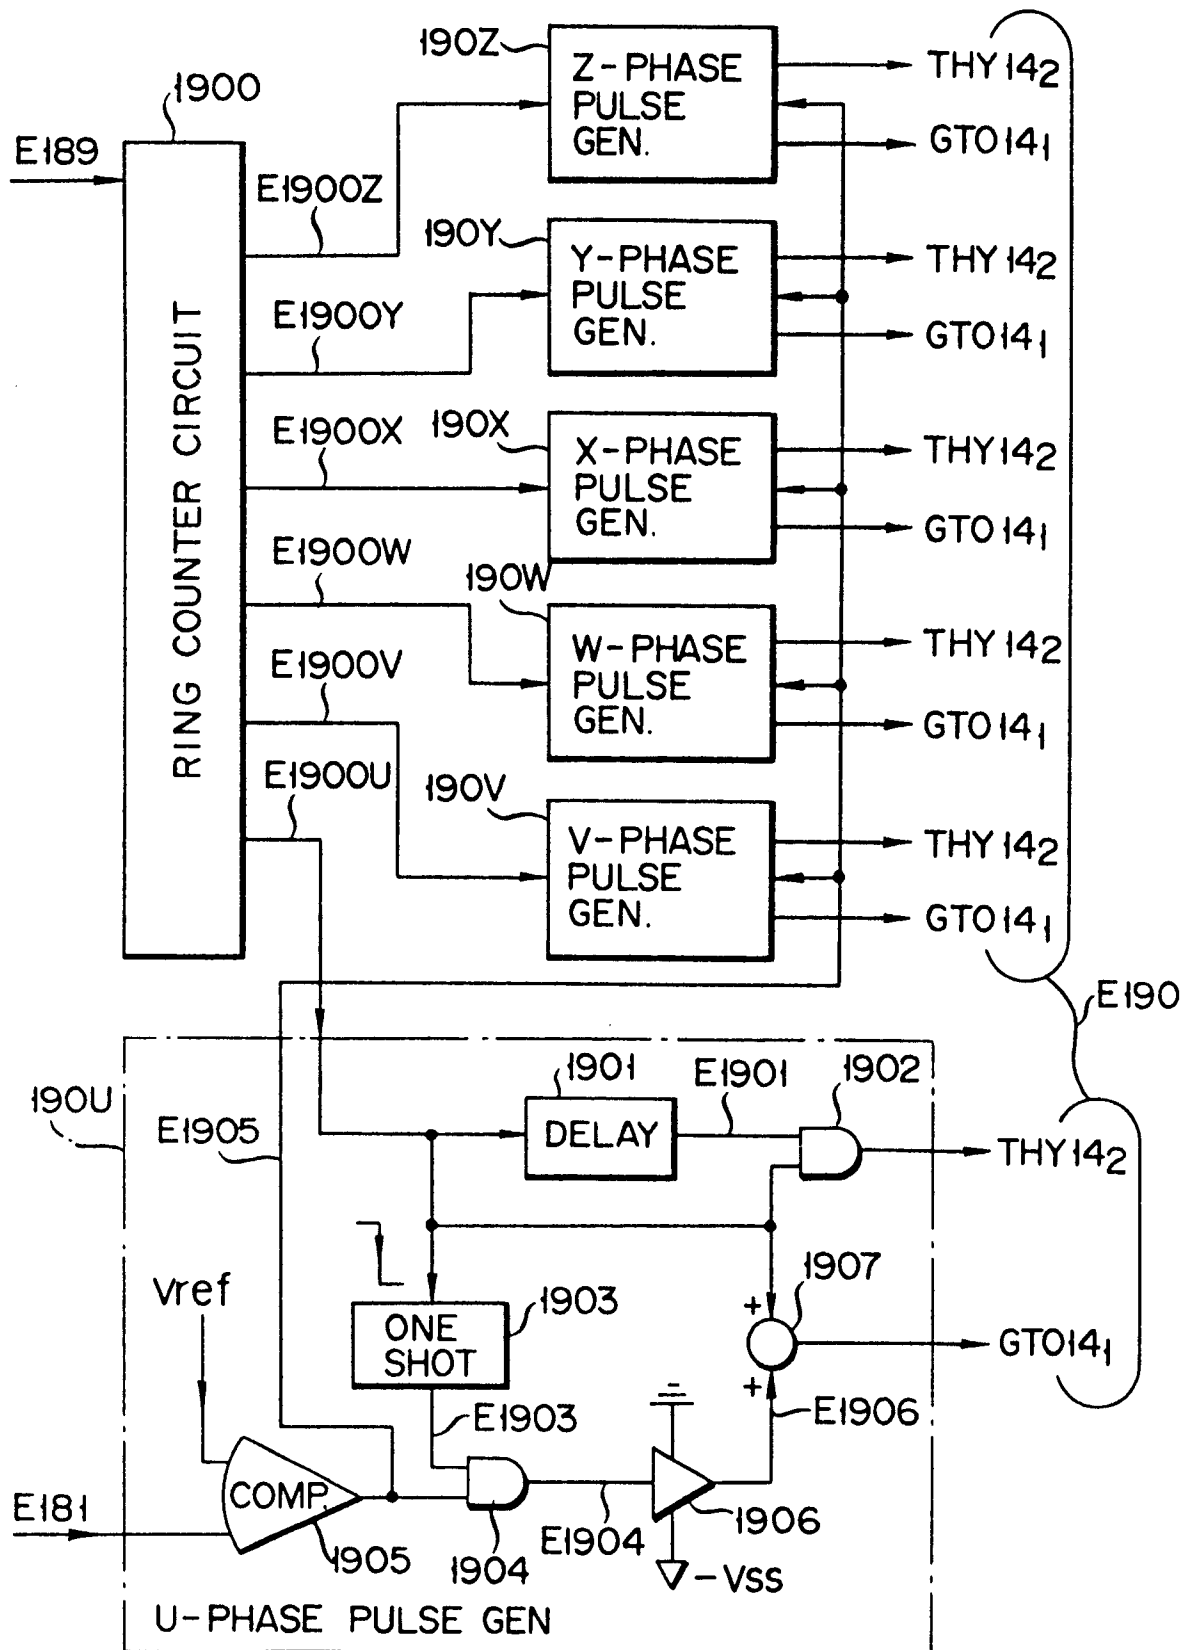 190Z
Z-PHASE
PULSE
GEN.
THY 14₂
GTO 14₁
1900
E189
E1900Z
190Y
Y-PHASE
PULSE
GEN.
THY 14₂
GTO 14₁
E1900Y
RING COUNTER CIRCUIT
E1900X
190X
X-PHASE
PULSE
GEN.
THY 14₂
GTO 14₁
E1900W
190W
W-PHASE
PULSE
GEN.
THY 14₂
GTO 14₁
E1900V
E1900U
190V
V-PHASE
PULSE
GEN.
THY 14₂
GTO 14₁
E190
190U
E1905
1901
DELAY
E1901
1902
THY 14₂
Vref
ONE
SHOT
1903
+
1907
+
GTO 14₁
E1903
E1906
E181
COMP.
1905
1904
E1904
1906
-VSS
U-PHASE PULSE GEN